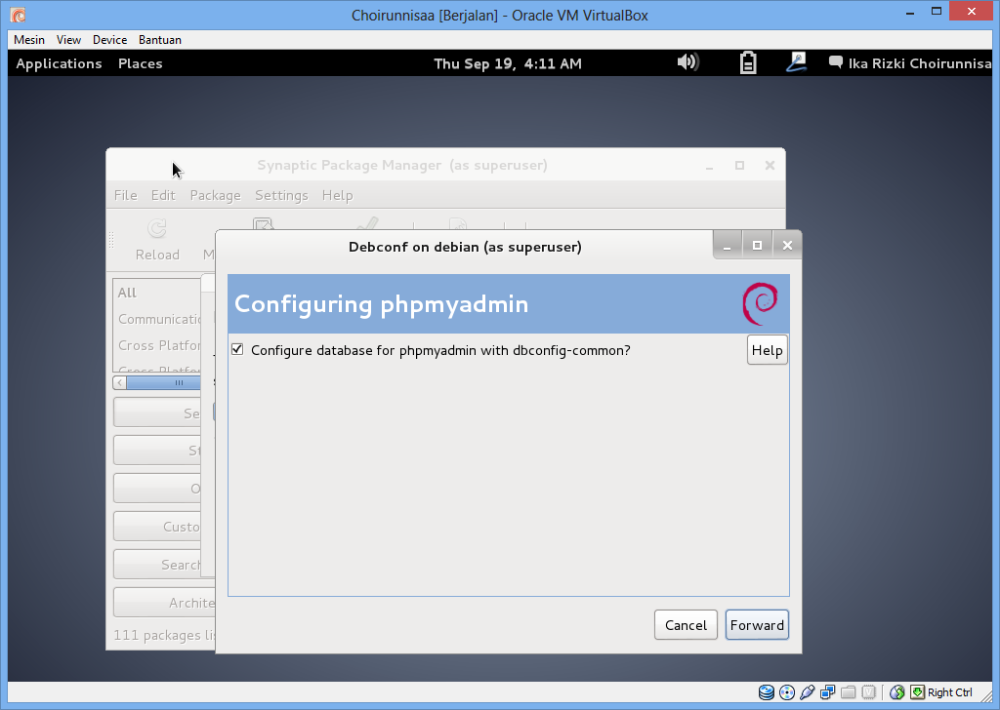 Choirunnisaa [Berjalan] - Oracle VM VirtualBox
Mesin View Device Bantuan
Applications Places Thu Sep 19, 4:11 AM Ika Rizki Choirunnisa
Synaptic Package Manager (as superuser)
File Edit Package Settings Help
Reload M
Debconf on debian (as superuser)
Configuring phpmyadmin
Configure database for phpmyadmin with dbconfig-common? Help
All
Communicatio
Cross Platfor
Cross Platfor
Se
St
O
Custo
Search
Archite
111 packages lis
Cancel Forward
Right Ctrl